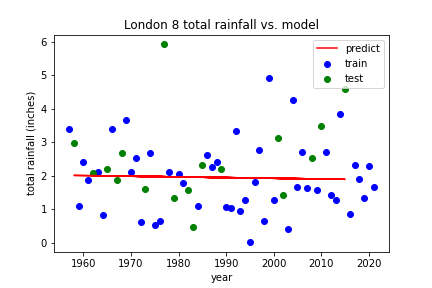 London 8 total rainfall vs. model
total rainfall (inches)
6
5
4
3
2
1
0
predict
train
test
1960 1970 1980 1990 2000 2010 2020
year